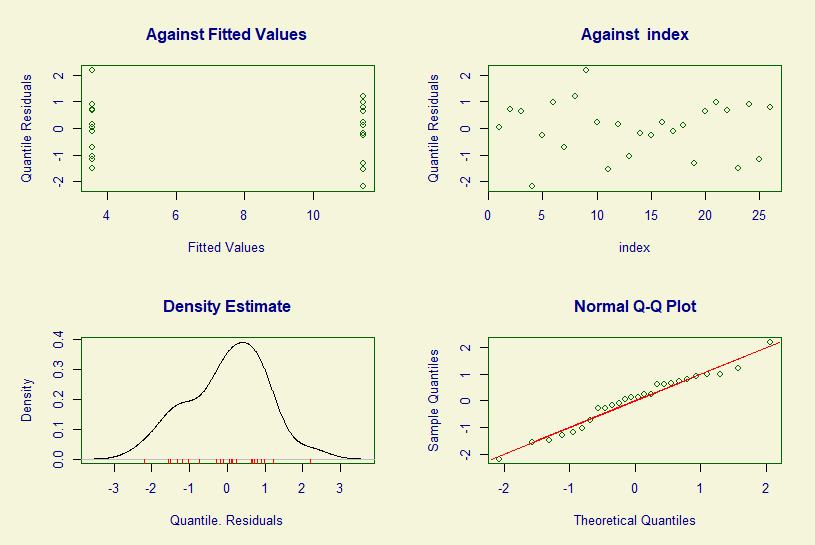 Against Fitted Values
Quantile Residuals
2
1
0
-1
-2
4 6 8 10
Fitted Values
Against index
Quantile Residuals
2
1
0
-1
-2
0 5 10 15 20 25
index
Density Estimate
Density
0.4
0.3
0.2
0.1
0.0
-3 -2 -1 0 1 2 3
Quantile. Residuals
Normal Q-Q Plot
Sample Quantiles
2
1
0
-1
-2
-2 -1 0 1 2
Theoretical Quantiles